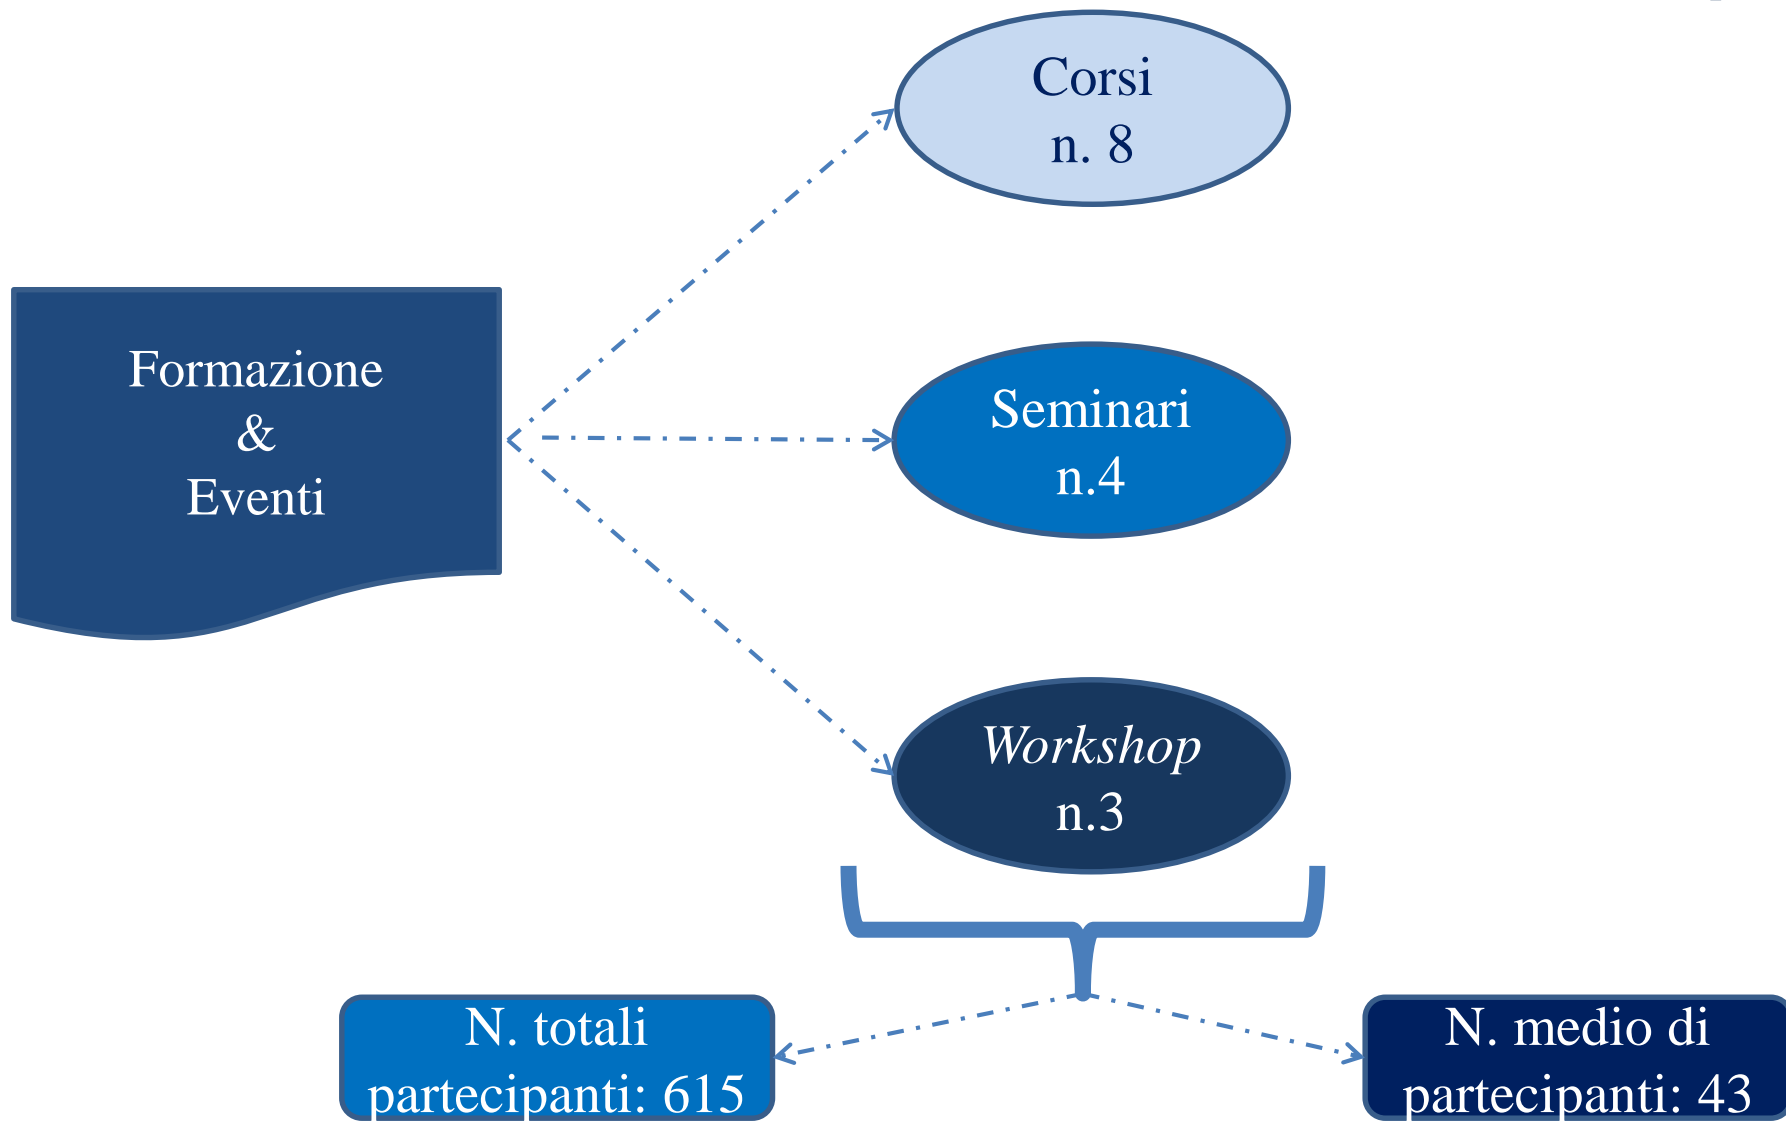 Corsi
n. 8
Formazione
&
Eventi
Seminari
n.4
Workshop
n.3
N. totali
partecipanti: 615
N. medio di
partecipanti: 43